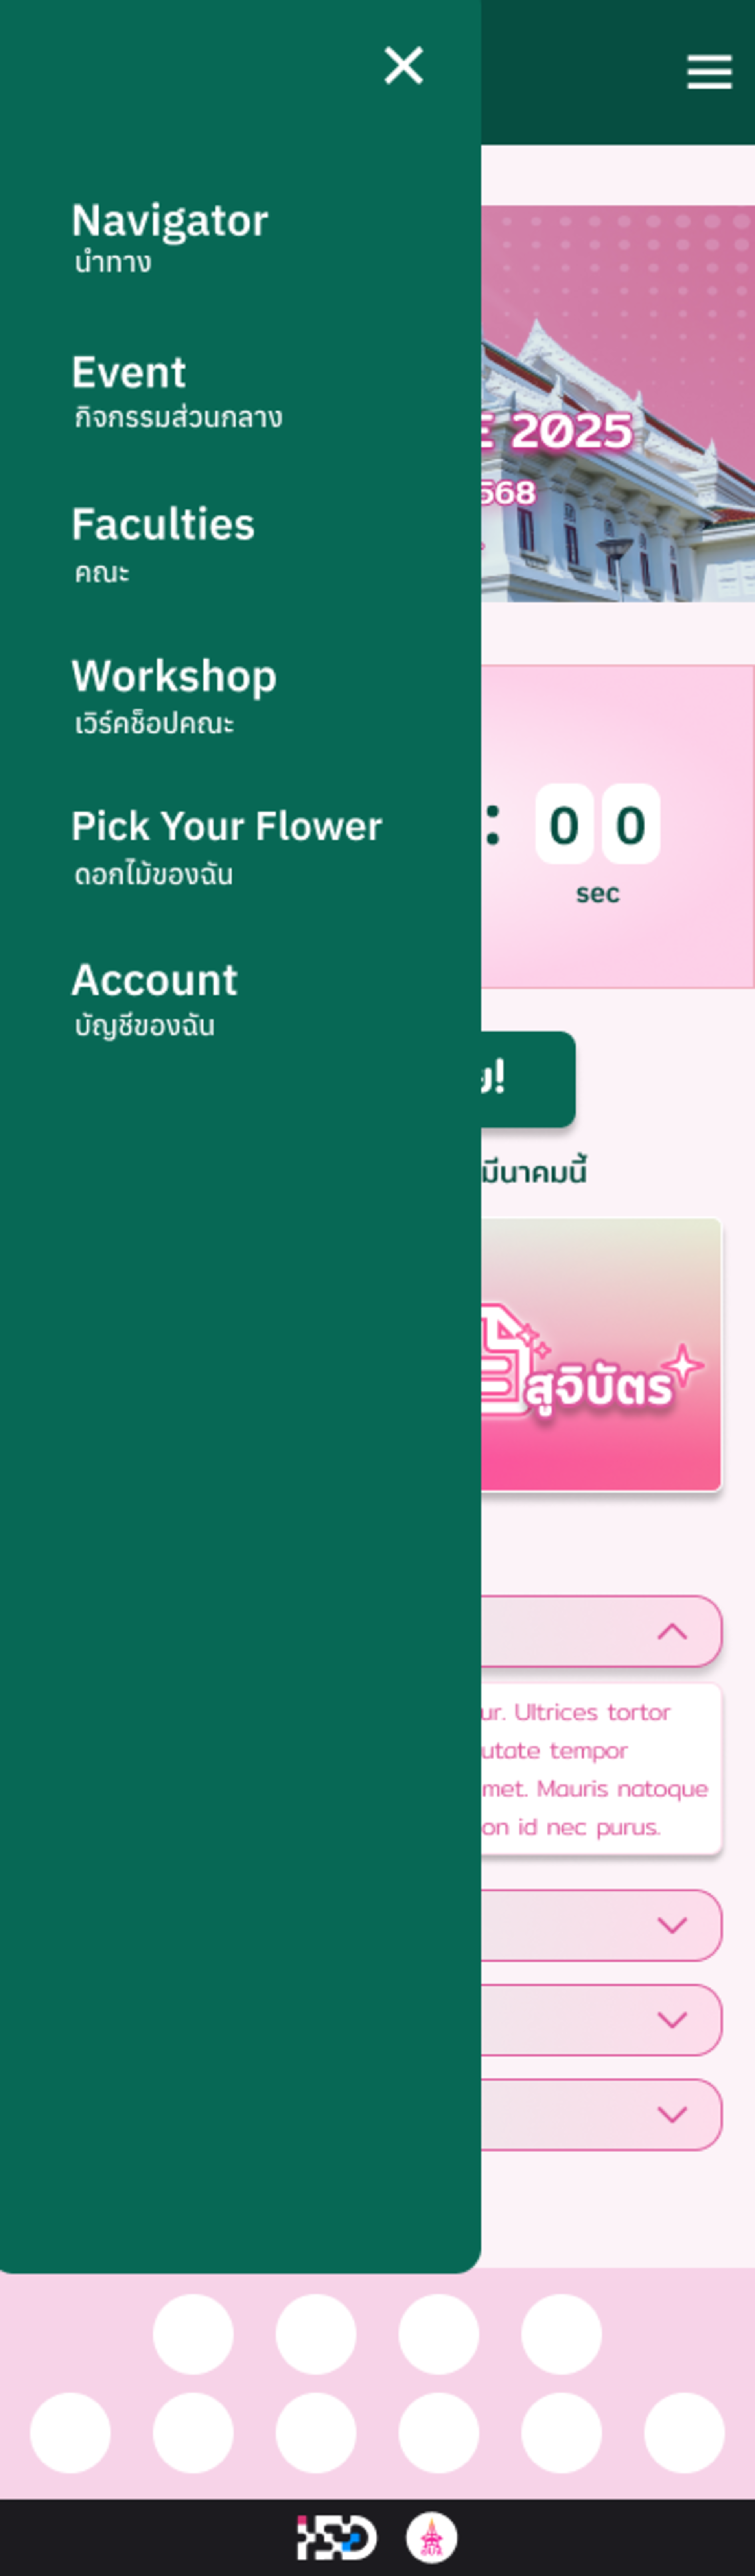 Navigator
นำทาง
Event
กิจกรรมส่วนกลาง
Faculties
คณะ
Workshop
เวิร์คช็อปคณะ
Pick Your Flower
ดอกไม้ของฉัน
Account
บัญชีของฉัน
2025
568
: 00
sec
!
มีนาคมนี้
สูจิบัตร
ur. Ultrices tortor
utate tempor
met. Mauris natoque
on id nec purus.
ISD